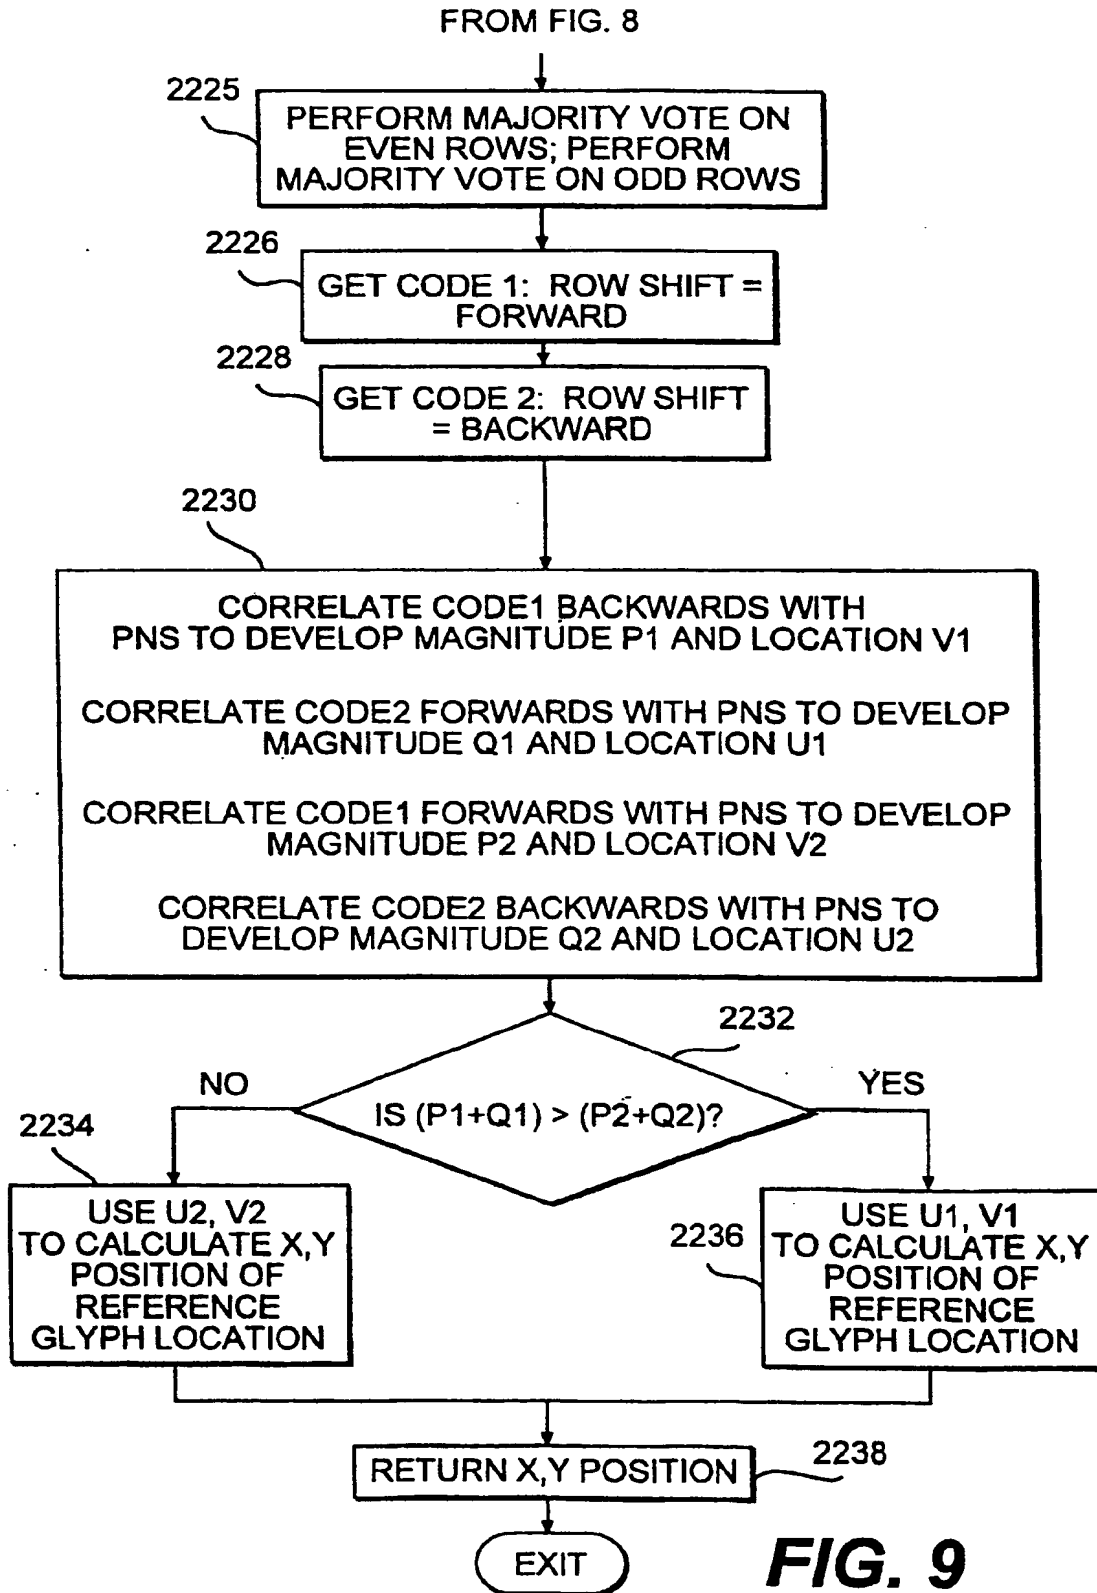 FROM FIG. 8
2225
PERFORM MAJORITY VOTE ON
EVEN ROWS; PERFORM
MAJORITY VOTE ON ODD ROWS
2226
GET CODE 1: ROW SHIFT =
FORWARD
2228
GET CODE 2: ROW SHIFT
= BACKWARD
2230
CORRELATE CODE1 BACKWARDS WITH
PNS TO DEVELOP MAGNITUDE P1 AND LOCATION V1
CORRELATE CODE2 FORWARDS WITH PNS TO DEVELOP
MAGNITUDE Q1 AND LOCATION U1
CORRELATE CODE1 FORWARDS WITH PNS TO DEVELOP
MAGNITUDE P2 AND LOCATION V2
CORRELATE CODE2 BACKWARDS WITH PNS TO
DEVELOP MAGNITUDE Q2 AND LOCATION U2
2232
NO
YES
IS (P1+Q1) > (P2+Q2)?
2234
USE U2, V2
TO CALCULATE X,Y
POSITION OF
REFERENCE
GLYPH LOCATION
2236
USE U1, V1
TO CALCULATE X,Y
POSITION OF
REFERENCE
GLYPH LOCATION
RETURN X,Y POSITION
2238
EXIT
FIG. 9